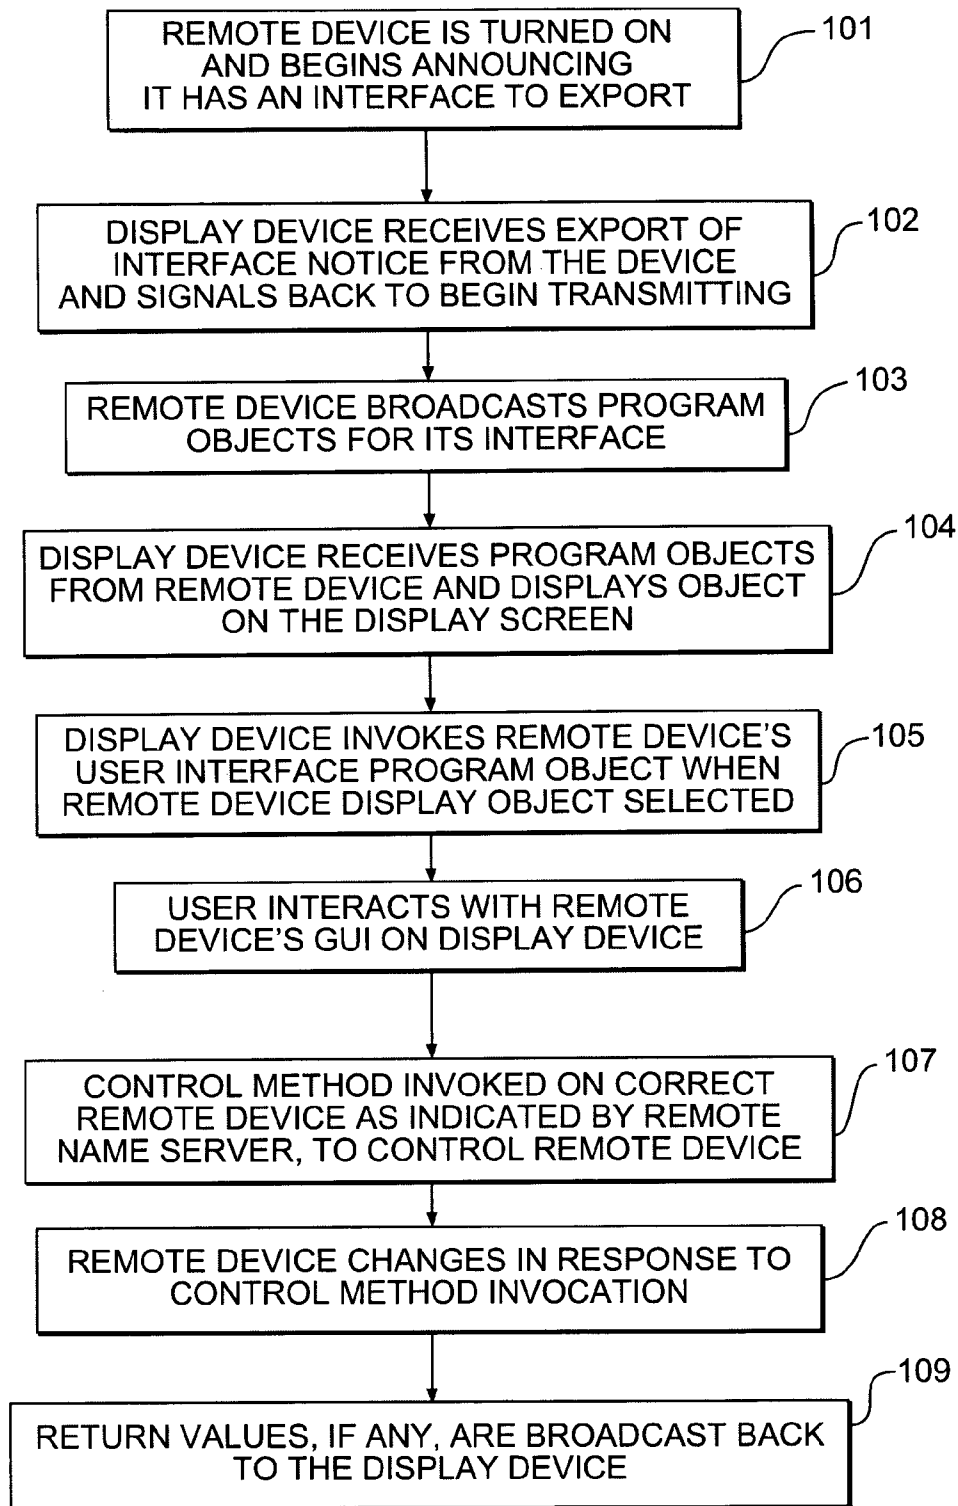 REMOTE DEVICE IS TURNED ON
AND BEGINS ANNOUNCING
IT HAS AN INTERFACE TO EXPORT
101
DISPLAY DEVICE RECEIVES EXPORT OF
INTERFACE NOTICE FROM THE DEVICE
AND SIGNALS BACK TO BEGIN TRANSMITTING
102
REMOTE DEVICE BROADCASTS PROGRAM
OBJECTS FOR ITS INTERFACE
103
DISPLAY DEVICE RECEIVES PROGRAM OBJECTS
FROM REMOTE DEVICE AND DISPLAYS OBJECT
ON THE DISPLAY SCREEN
104
DISPLAY DEVICE INVOKES REMOTE DEVICE'S
USER INTERFACE PROGRAM OBJECT WHEN
REMOTE DEVICE DISPLAY OBJECT SELECTED
105
USER INTERACTS WITH REMOTE
DEVICE'S GUI ON DISPLAY DEVICE
106
CONTROL METHOD INVOKED ON CORRECT
REMOTE DEVICE AS INDICATED BY REMOTE
NAME SERVER, TO CONTROL REMOTE DEVICE
107
REMOTE DEVICE CHANGES IN RESPONSE TO
CONTROL METHOD INVOCATION
108
RETURN VALUES, IF ANY, ARE BROADCAST BACK
TO THE DISPLAY DEVICE
109